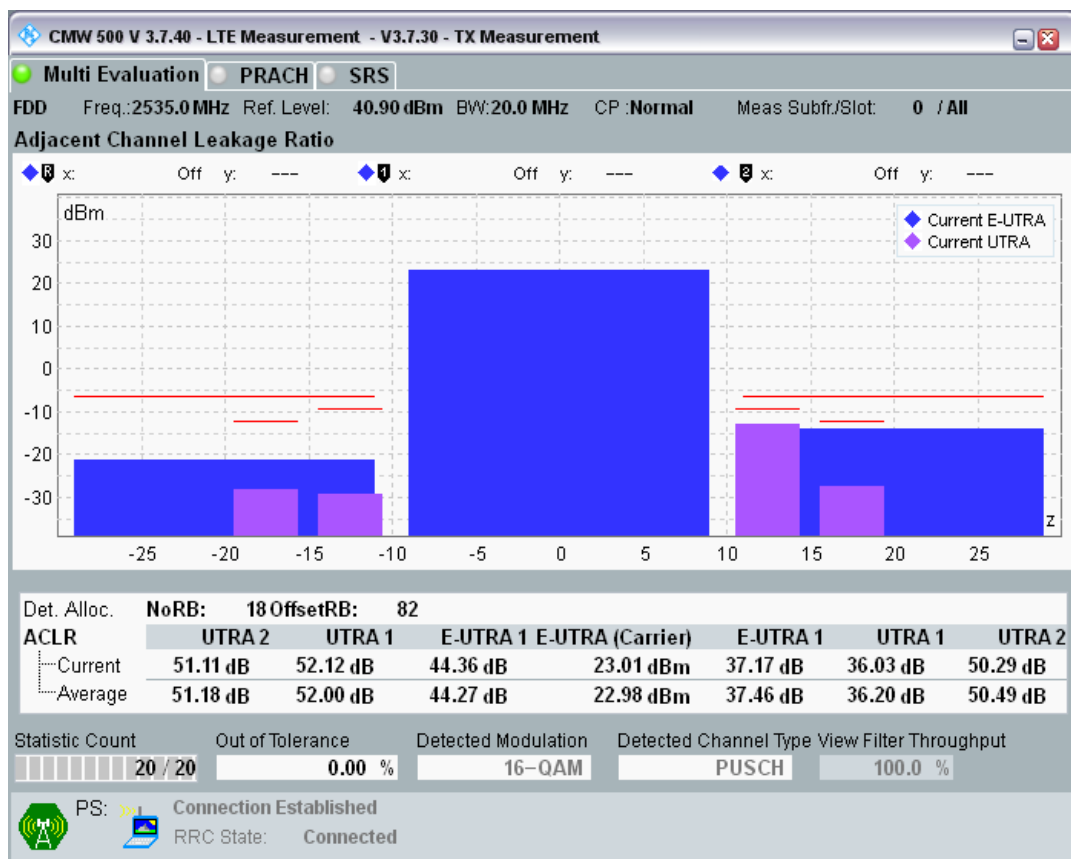 CMW 500 V 3.7.40 - LTE Measurement - V3.7.30 - TX Measurement
Multi Evaluation PRACH SRS
FDD Freq.:2535.0 MHz Ref. Level: 40.90 dBm BW:20.0 MHz CP :Normal Meas Subfr./Slot: 0 / All
Adjacent Channel Leakage Ratio
R x: Off y: --- 1 x: Off y: --- 2 x: Off y: ---
dBm
Current E-UTRA
Current UTRA
30
20
10
0
-10
-20
-30
z
-25 -20 -15 -10 -5 0 5 10 15 20 25
Det. Alloc. NoRB: 18 OffsetRB: 82
ACLR UTRA 2 UTRA 1 E-UTRA 1 E-UTRA (Carrier) E-UTRA 1 UTRA 1 UTRA 2
Current 51.11 dB 52.12 dB 44.36 dB 23.01 dBm 37.17 dB 36.03 dB 50.29 dB
Average 51.18 dB 52.00 dB 44.27 dB 22.98 dBm 37.46 dB 36.20 dB 50.49 dB
Statistic Count Out of Tolerance Detected Modulation Detected Channel Type View Filter Throughput
20 / 20 0.00 % 16-QAM PUSCH 100.0 %
PS: Connection Established
RRC State: Connected